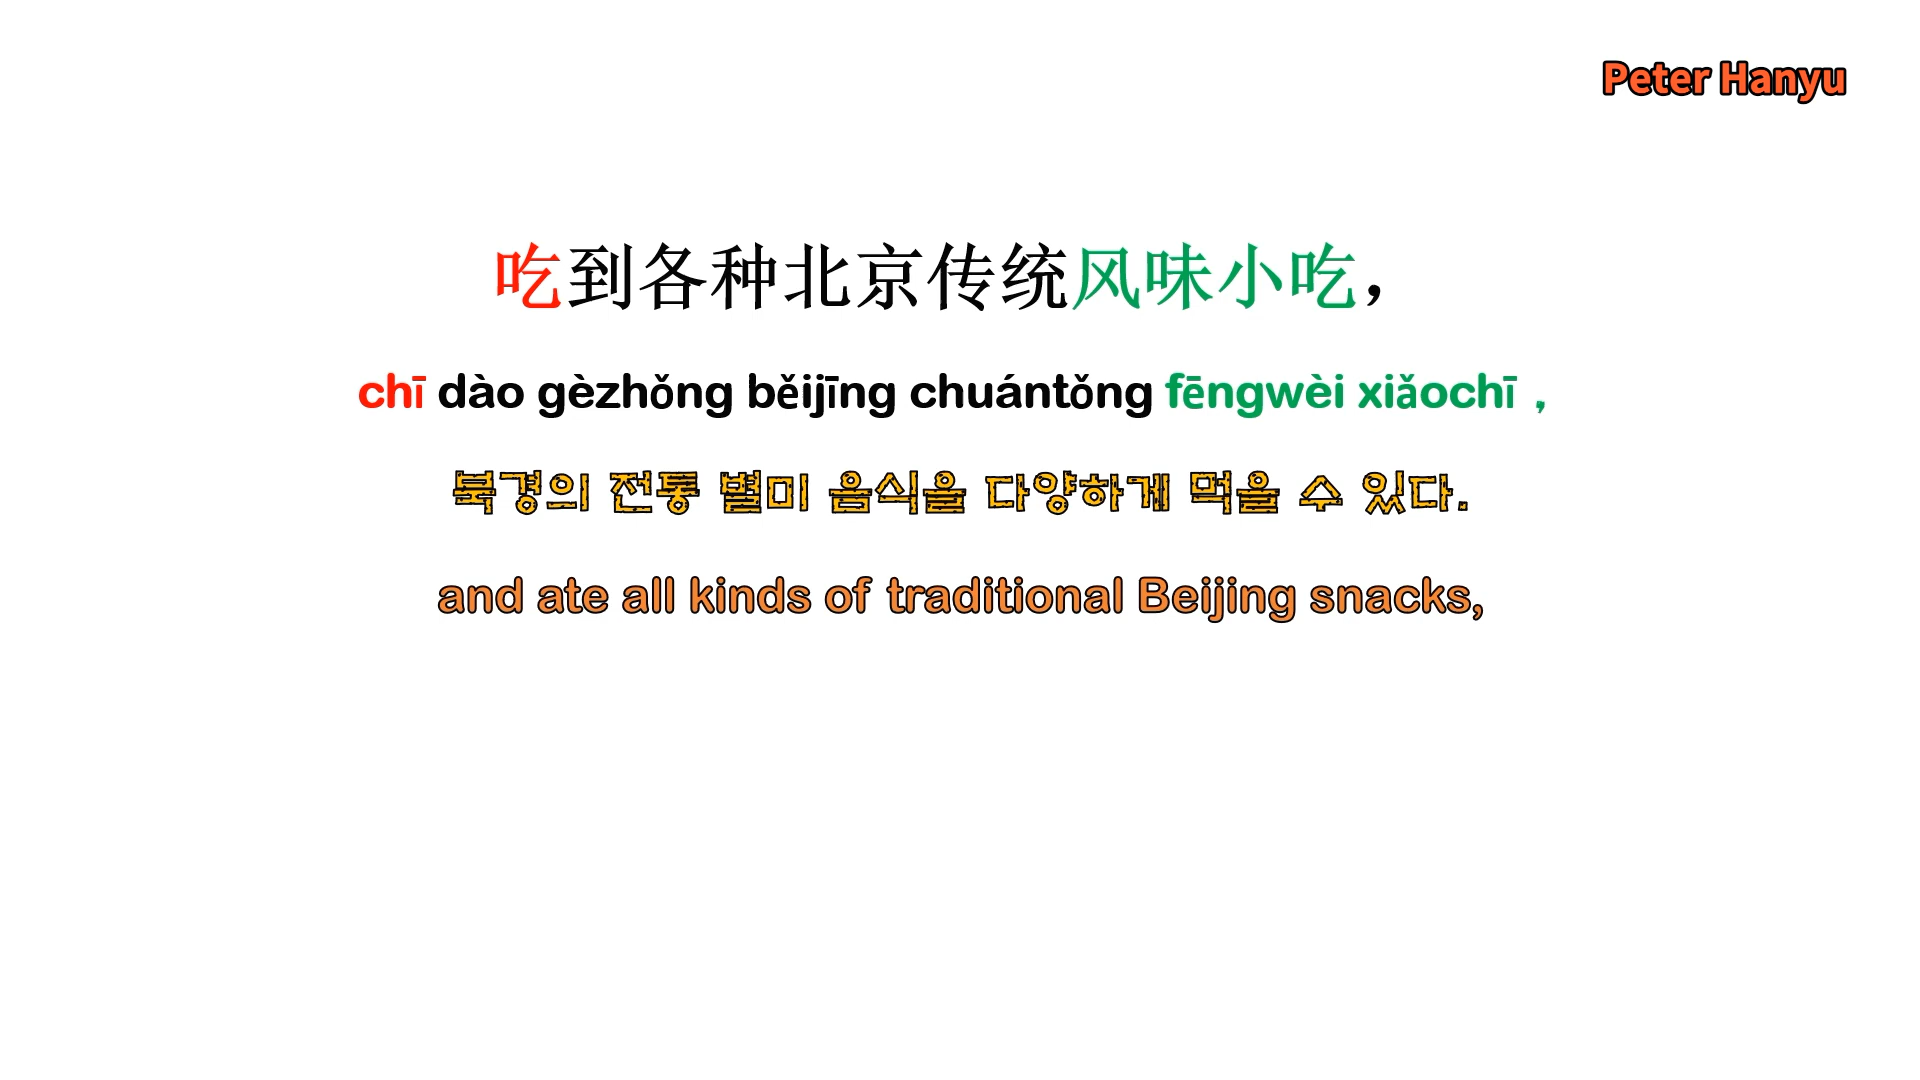 Peter Hanyu
吃到各种北京传统风味小吃，
chī dào gèzhǒng běijīng chuántǒng fēngwèi xiǎochī，
북경의 전통 별미 음식을 다양하게 먹을 수 있다.
and ate all kinds of traditional Beijing snacks,